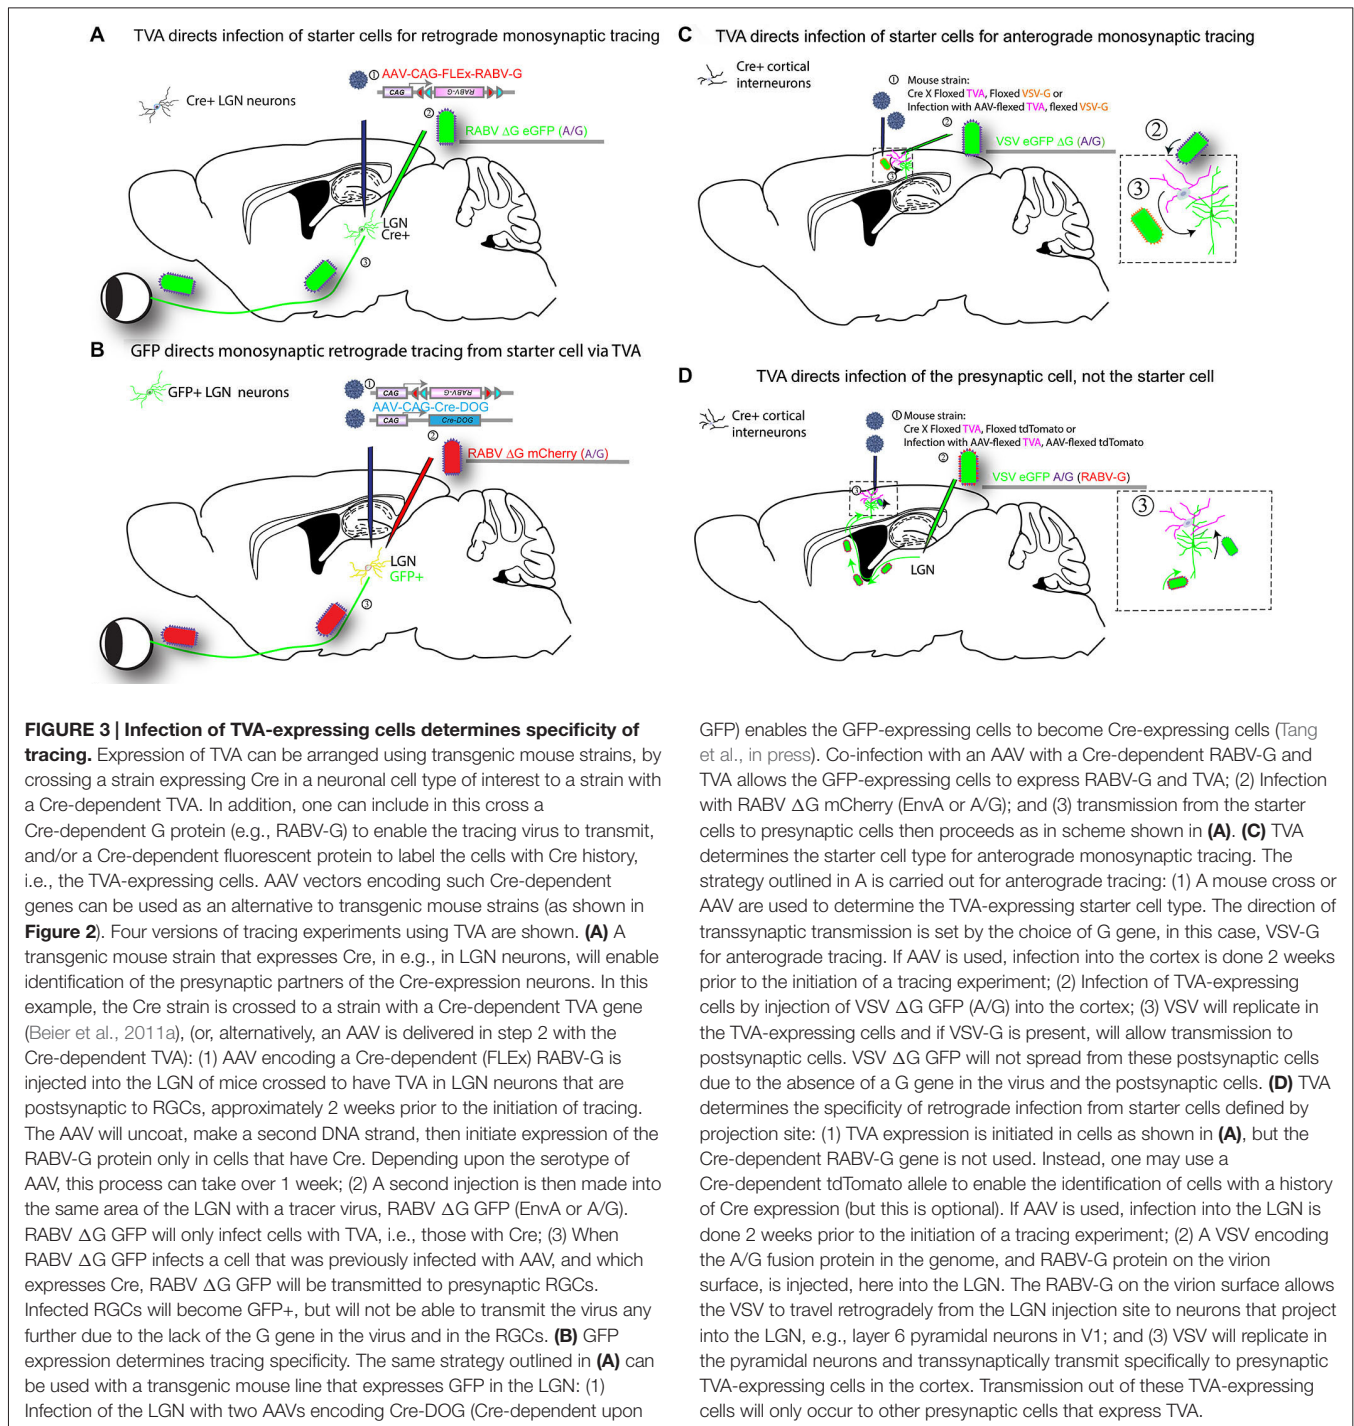 A TVA directs infection of starter cells for retrograde monosynaptic tracing
Cre+ LGN neurons
① AAV-CAG-FLEx-RABV-G
CAG RABV-G
②
RABV ΔG eGFP (A/G)
LGN
Cre+
③
B GFP directs monosynaptic retrograde tracing from starter cell via TVA
GFP+ LGN neurons
①
CAG RABV-G
AAV-CAG-Cre-DOG
CAG Cre-DOG
②
RABV ΔG mCherry (A/G)
LGN
GFP+
③
C TVA directs infection of starter cells for anterograde monosynaptic tracing
Cre+ cortical
interneurons
① Mouse strain:
Cre X Floxed TVA, Floxed VSV-G or
Infection with AAV-flexed TVA, flexed VSV-G
②
VSV eGFP ΔG (A/G)
③
②
③
D TVA directs infection of the presynaptic cell, not the starter cell
Cre+ cortical
interneurons
① Mouse strain:
Cre X Floxed TVA, Floxed tdTomato or
Infection with AAV-flexed TVA, AAV-flexed tdTomato
②
VSV eGFP A/G (RABV-G)
③
LGN
③
FIGURE 3 | Infection of TVA-expressing cells determines specificity of
tracing. Expression of TVA can be arranged using transgenic mouse strains, by
crossing a strain expressing Cre in a neuronal cell type of interest to a strain with
a Cre-dependent TVA. In addition, one can include in this cross a
Cre-dependent G protein (e.g., RABV-G) to enable the tracing virus to transmit,
and/or a Cre-dependent fluorescent protein to label the cells with Cre history,
i.e., the TVA-expressing cells. AAV vectors encoding such Cre-dependent
genes can be used as an alternative to transgenic mouse strains (as shown in
Figure 2). Four versions of tracing experiments using TVA are shown. (A) A
transgenic mouse strain that expresses Cre, in e.g., in LGN neurons, will enable
identification of the presynaptic partners of the Cre-expression neurons. In this
example, the Cre strain is crossed to a strain with a Cre-dependent TVA gene
(Beier et al., 2011a), (or, alternatively, an AAV is delivered in step 2 with the
Cre-dependent TVA): (1) AAV encoding a Cre-dependent (FLEx) RABV-G is
injected into the LGN of mice crossed to have TVA in LGN neurons that are
postsynaptic to RGCs, approximately 2 weeks prior to the initiation of tracing.
The AAV will uncoat, make a second DNA strand, then initiate expression of the
RABV-G protein only in cells that have Cre. Depending upon the serotype of
AAV, this process can take over 1 week; (2) A second injection is then made into
the same area of the LGN with a tracer virus, RABV ΔG GFP (EnvA or A/G).
RABV ΔG GFP will only infect cells with TVA, i.e., those with Cre; (3) When
RABV ΔG GFP infects a cell that was previously infected with AAV, and which
expresses Cre, RABV ΔG GFP will be transmitted to presynaptic RGCs.
Infected RGCs will become GFP+, but will not be able to transmit the virus any
further due to the lack of the G gene in the virus and in the RGCs. (B) GFP
expression determines tracing specificity. The same strategy outlined in (A) can
be used with a transgenic mouse line that expresses GFP in the LGN: (1)
Infection of the LGN with two AAVs encoding Cre-DOG (Cre-dependent upon
GFP) enables the GFP-expressing cells to become Cre-expressing cells (Tang
et al., in press). Co-infection with an AAV with a Cre-dependent RABV-G and
TVA allows the GFP-expressing cells to express RABV-G and TVA; (2) Infection
with RABV ΔG mCherry (EnvA or A/G); and (3) transmission from the starter
cells to presynaptic cells then proceeds as in scheme shown in (A). (C) TVA
determines the starter cell type for anterograde monosynaptic tracing. The
strategy outlined in A is carried out for anterograde tracing: (1) A mouse cross or
AAV are used to determine the TVA-expressing starter cell type. The direction of
transsynaptic transmission is set by the choice of G gene, in this case, VSV-G
for anterograde tracing. If AAV is used, infection into the cortex is done 2 weeks
prior to the initiation of a tracing experiment; (2) Infection of TVA-expressing
cells by injection of VSV ΔG GFP (A/G) into the cortex; (3) VSV will replicate in
the TVA-expressing cells and if VSV-G is present, will allow transmission to
postsynaptic cells. VSV ΔG GFP will not spread from these postsynaptic cells
due to the absence of a G gene in the virus and the postsynaptic cells. (D) TVA
determines the specificity of retrograde infection from starter cells defined by
projection site: (1) TVA expression is initiated in cells as shown in (A), but the
Cre-dependent RABV-G gene is not used. Instead, one may use a
Cre-dependent tdTomato allele to enable the identification of cells with a history
of Cre expression (but this is optional). If AAV is used, infection into the LGN is
done 2 weeks prior to the initiation of a tracing experiment; (2) A VSV encoding
the A/G fusion protein in the genome, and RABV-G protein on the virion
surface, is injected, here into the LGN. The RABV-G on the virion surface allows
the VSV to travel retrogradely from the LGN injection site to neurons that project
into the LGN, e.g., layer 6 pyramidal neurons in V1; and (3) VSV will replicate in
the pyramidal neurons and transsynaptically transmit specifically to presynaptic
TVA-expressing cells in the cortex. Transmission out of these TVA-expressing
cells will only occur to other presynaptic cells that express TVA.